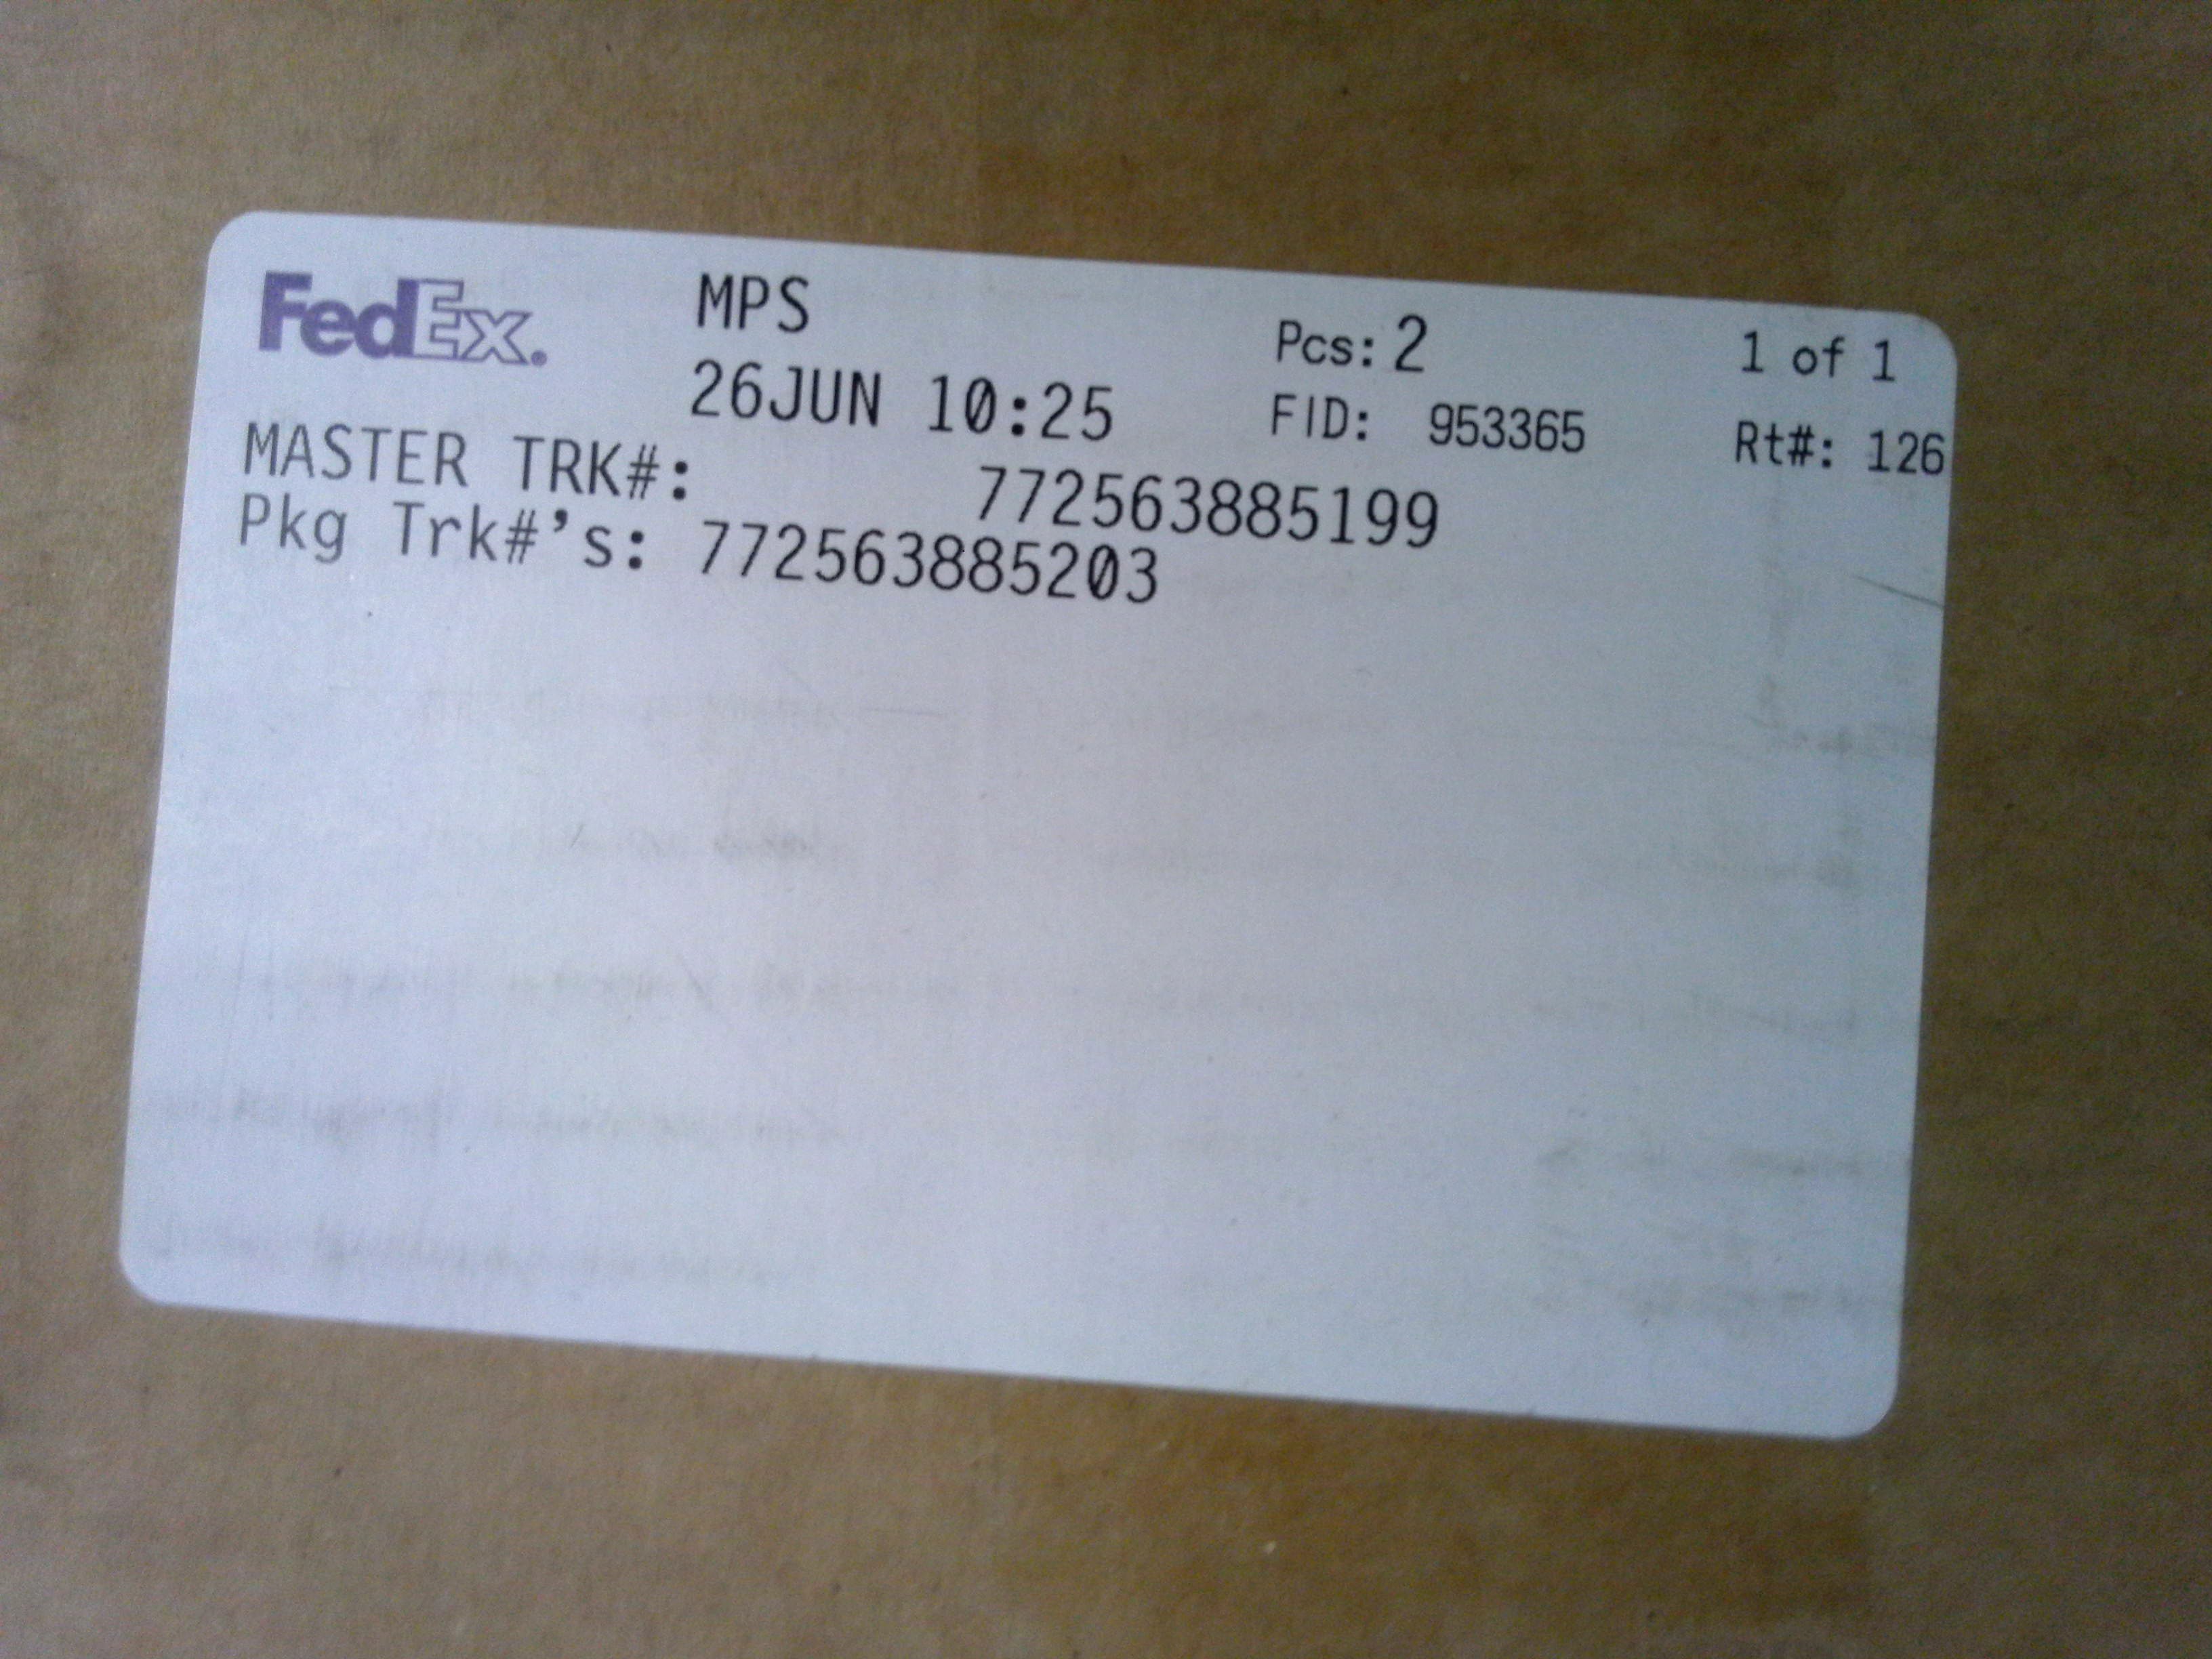 FedEx. MPS Pcs: 2 1 of 1
26JUN 10:25 FID: 953365 Rt#: 126
MASTER TRK#: 772563885199
Pkg Trk#'s: 772563885203